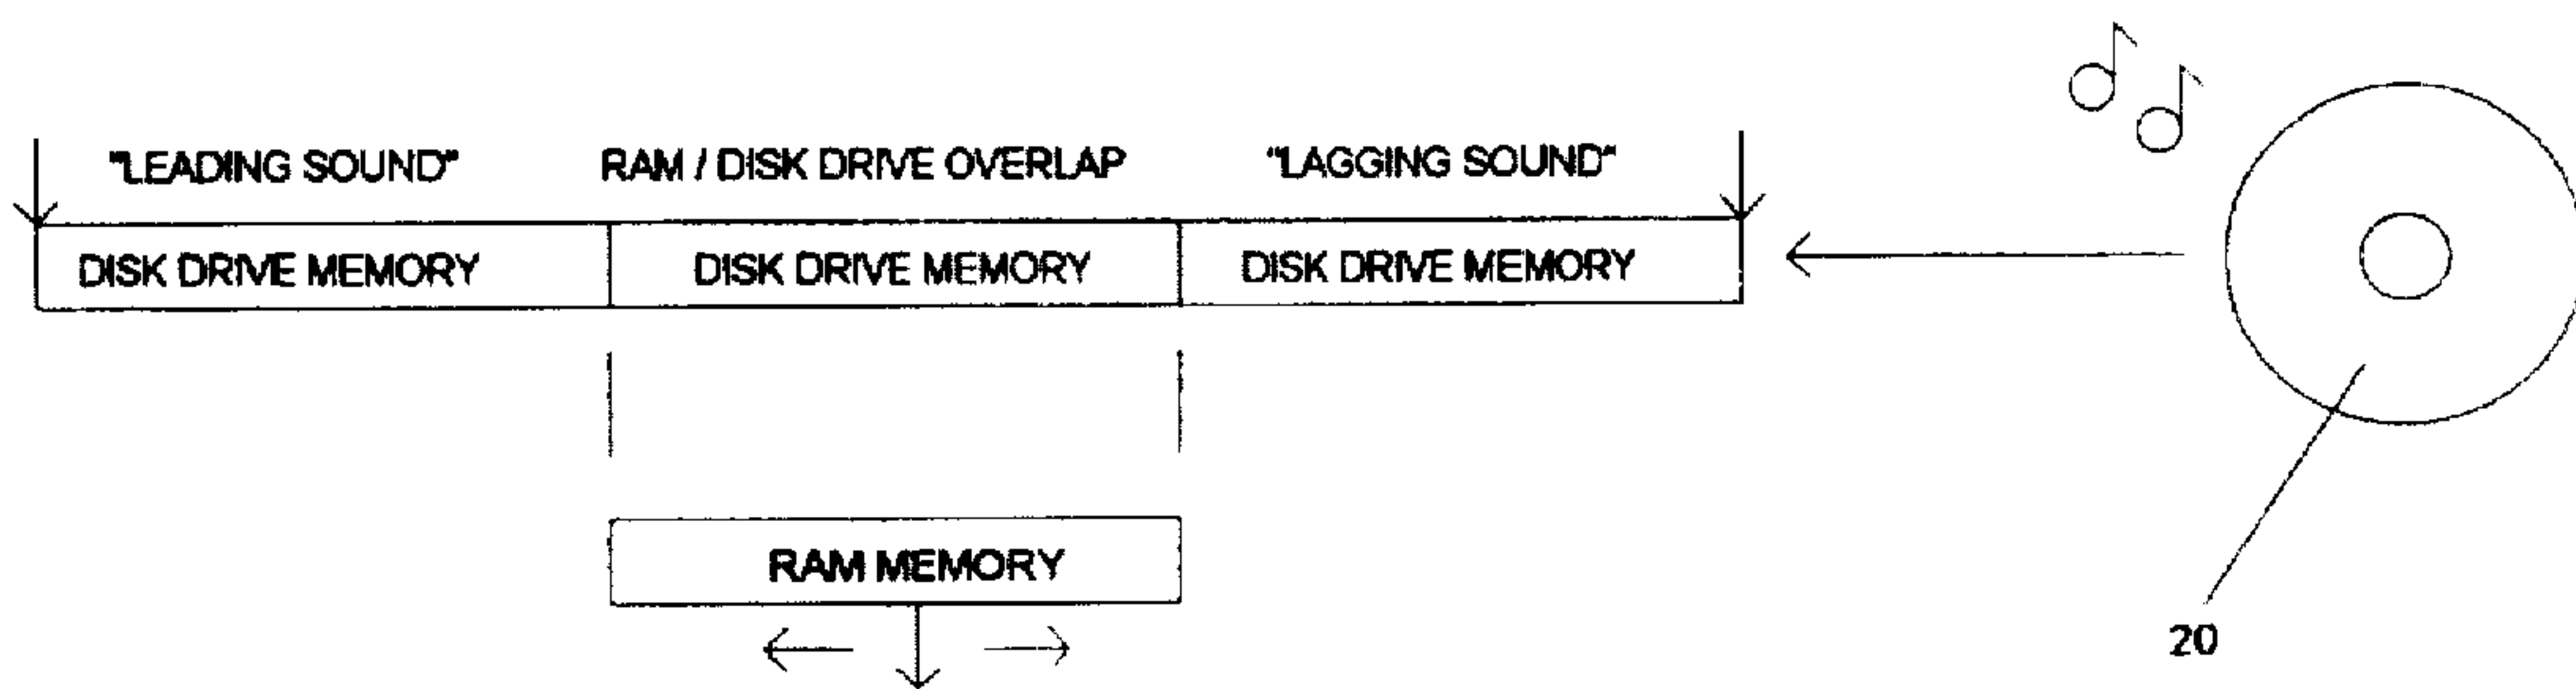 "LEADING SOUND" RAM / DISK DRIVE OVERLAP "LAGGING SOUND"
DISK DRIVE MEMORY DISK DRIVE MEMORY DISK DRIVE MEMORY
RAM MEMORY
20